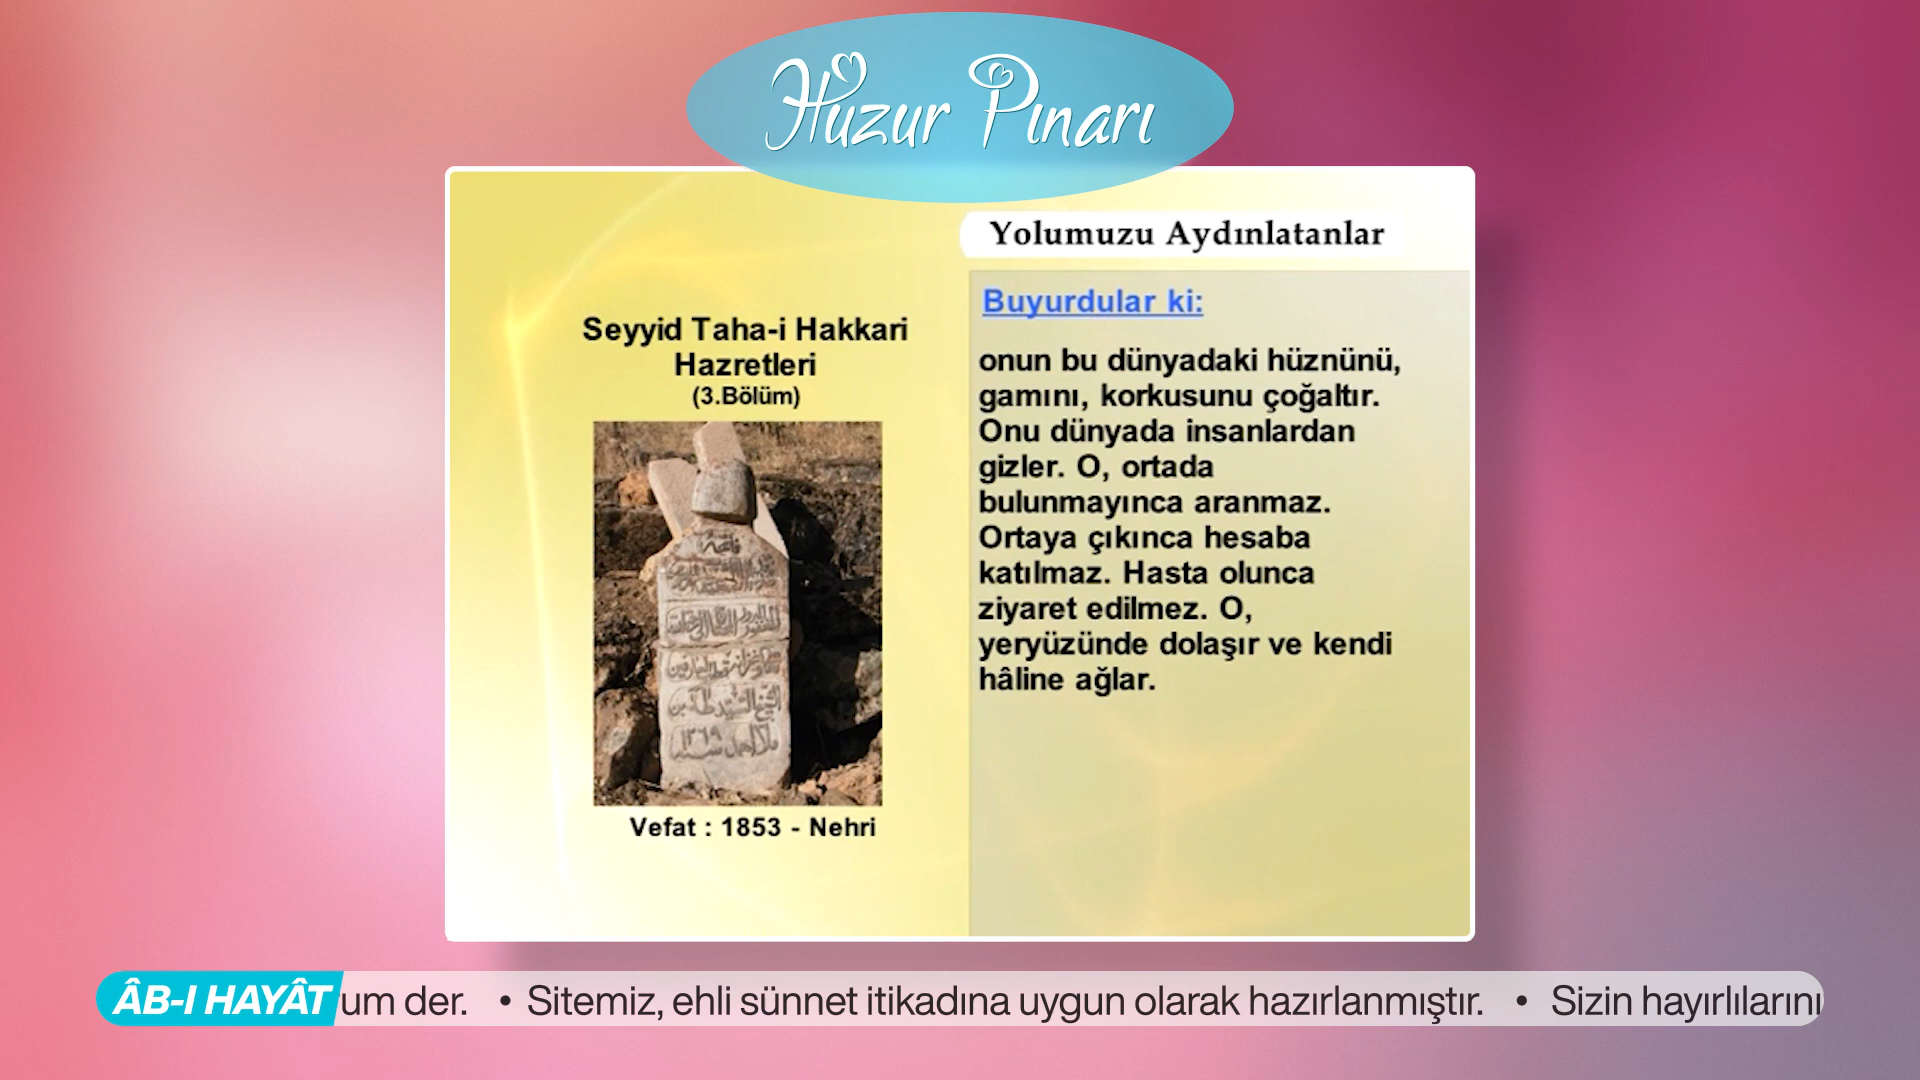 Huzur Pınarı
Yolumuzu Aydınlatanlar
Seyyid Taha-i Hakkari
Hazretleri
(3.Bölüm)
١٢٦٩
Vefat : 1853 - Nehri
Buyurdular ki:
onun bu dünyadaki hüznünü,
gamını, korkusunu çoğaltır.
Onu dünyada insanlardan
gizler. O, ortada
bulunmayınca aranmaz.
Ortaya çıkınca hesaba
katılmaz. Hasta olunca
ziyaret edilmez. O,
yeryüzünde dolaşır ve kendi
hâline ağlar.
ÂB-I HAYÂT um der. • Sitemiz, ehli sünnet itikadına uygun olarak hazırlanmıştır. • Sizin hayırlılarını